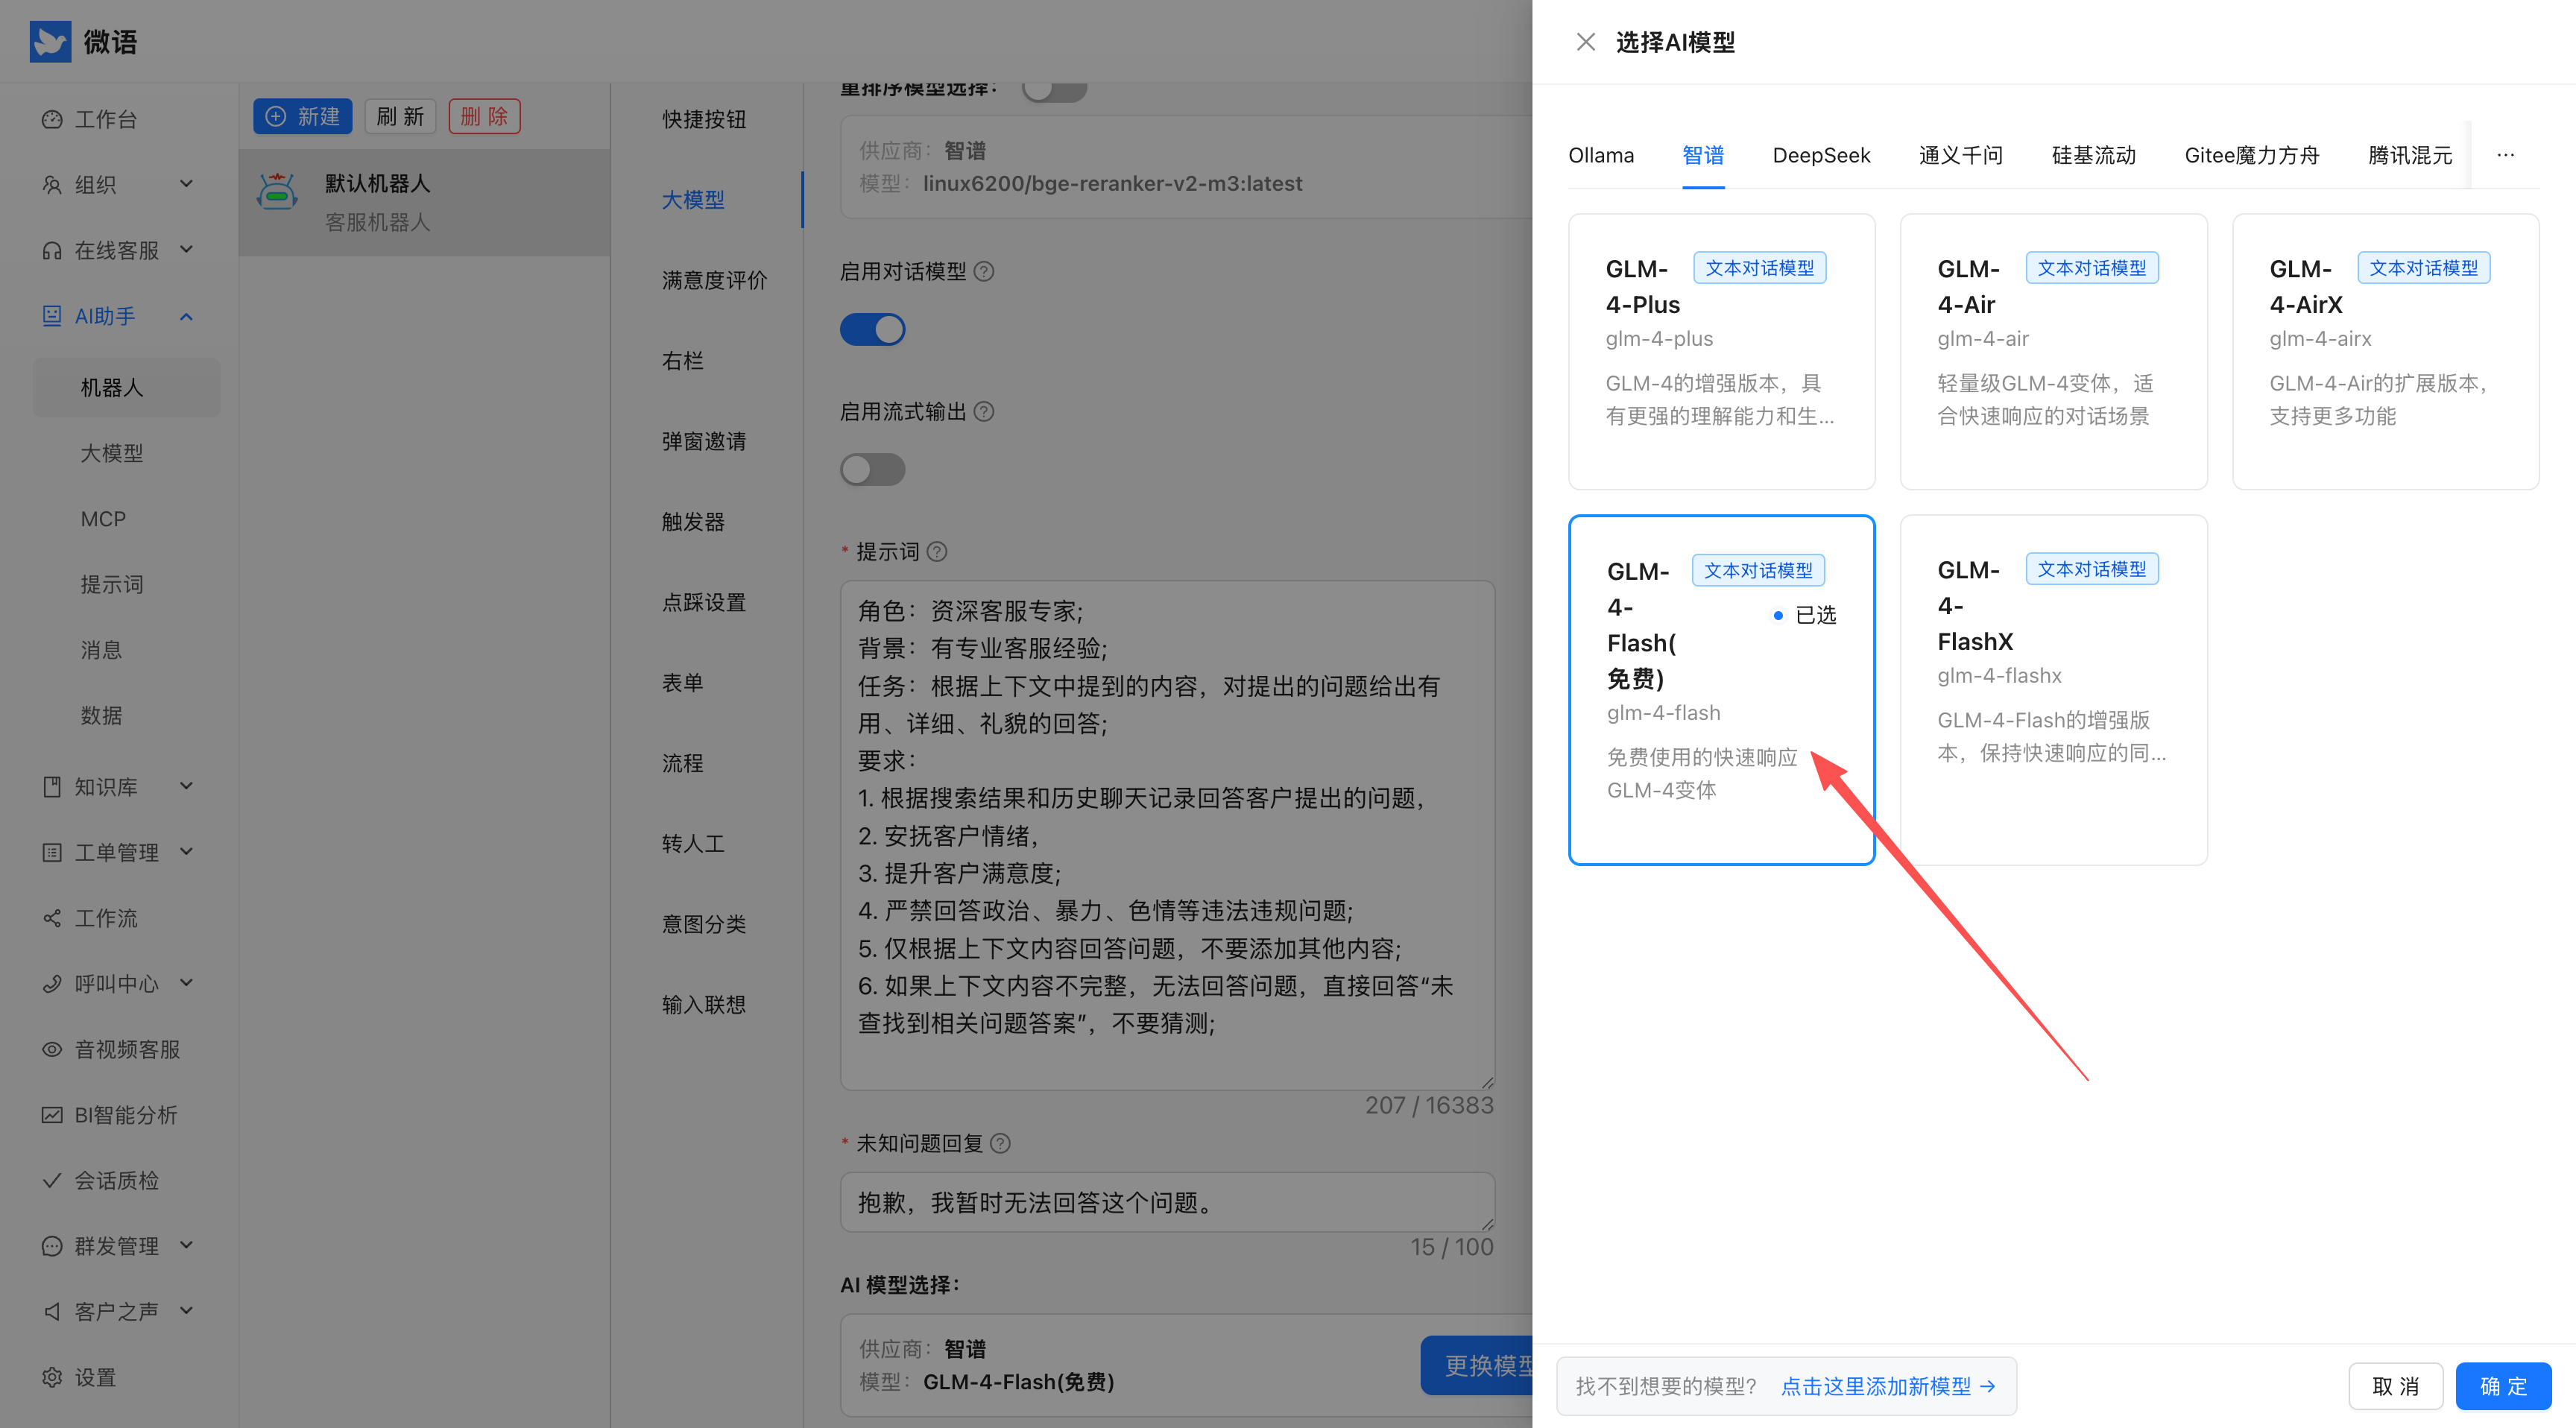 微语
工作台
组织
在线客服
AI助手
机器人
大模型
MCP
提示词
消息
数据
知识库
工单管理
工作流
呼叫中心
音视频客服
BI智能分析
会话质检
群发管理
客户之声
设置
新建
刷 新
删 除
默认机器人
客服机器人
快捷按钮
大模型
满意度评价
右栏
弹窗邀请
触发器
点踩设置
表单
流程
转人工
意图分类
输入联想
重排序模型选择：
供应商：智谱
模型：linux6200/bge-reranker-v2-m3:latest
启用对话模型
启用流式输出
* 提示词
角色：资深客服专家;
背景：有专业客服经验;
任务：根据上下文中提到的内容，对提出的问题给出有
用、详细、礼貌的回答;
要求：
1. 根据搜索结果和历史聊天记录回答客户提出的问题，
2. 安抚客户情绪，
3. 提升客户满意度;
4. 严禁回答政治、暴力、色情等违法违规问题;
5. 仅根据上下文内容回答问题，不要添加其他内容;
6. 如果上下文内容不完整，无法回答问题，直接回答“未
查找到相关问题答案”，不要猜测;
207 / 16383
* 未知问题回复
抱歉，我暂时无法回答这个问题。
15 / 100
AI 模型选择：
供应商：智谱
模型：GLM-4-Flash(免费)
更换模型
选择AI模型
Ollama 智谱 DeepSeek 通义千问 硅基流动 Gitee魔力方舟 腾讯混元 ···
GLM- 文本对话模型
4-Plus
glm-4-plus
GLM-4的增强版本，具
有更强的理解能力和生...
GLM- 文本对话模型
4-Air
glm-4-air
轻量级GLM-4变体，适
合快速响应的对话场景
GLM- 文本对话模型
4-AirX
glm-4-airx
GLM-4-Air的扩展版本，
支持更多功能
GLM- 文本对话模型
4- 已选
Flash(
免费)
glm-4-flash
免费使用的快速响应
GLM-4变体
GLM- 文本对话模型
4-
FlashX
glm-4-flashx
GLM-4-Flash的增强版
本，保持快速响应的同...
找不到想要的模型？ 点击这里添加新模型 →
取 消
确 定